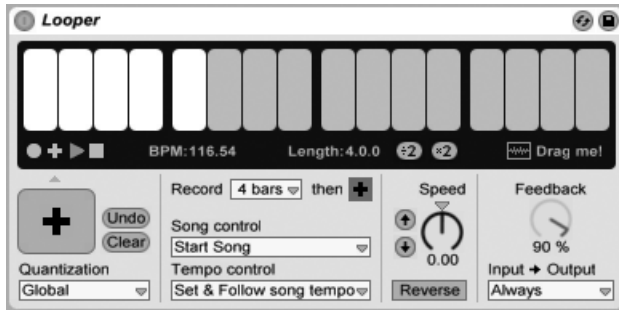 Looper
BPM:116.54 Length:4.0.0 ÷2 ×2 Drag me!
Record 4 bars then Speed Feedback
Undo
Clear
Song control
Start Song
0.00
90 %
Quantization Tempo control Input → Output
Global Set & Follow song tempo Reverse Always